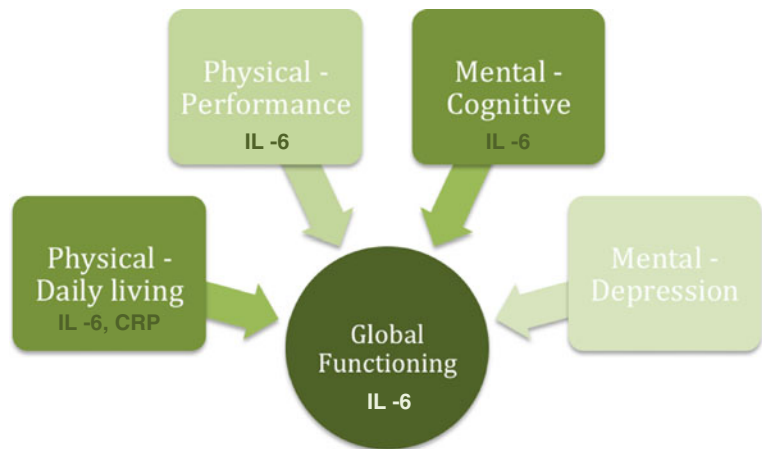 Physical -
Performance
IL -6
Mental -
Cognitive
IL -6
Physical -
Daily living
IL -6, CRP
Mental -
Depression
Global
Functioning
IL -6